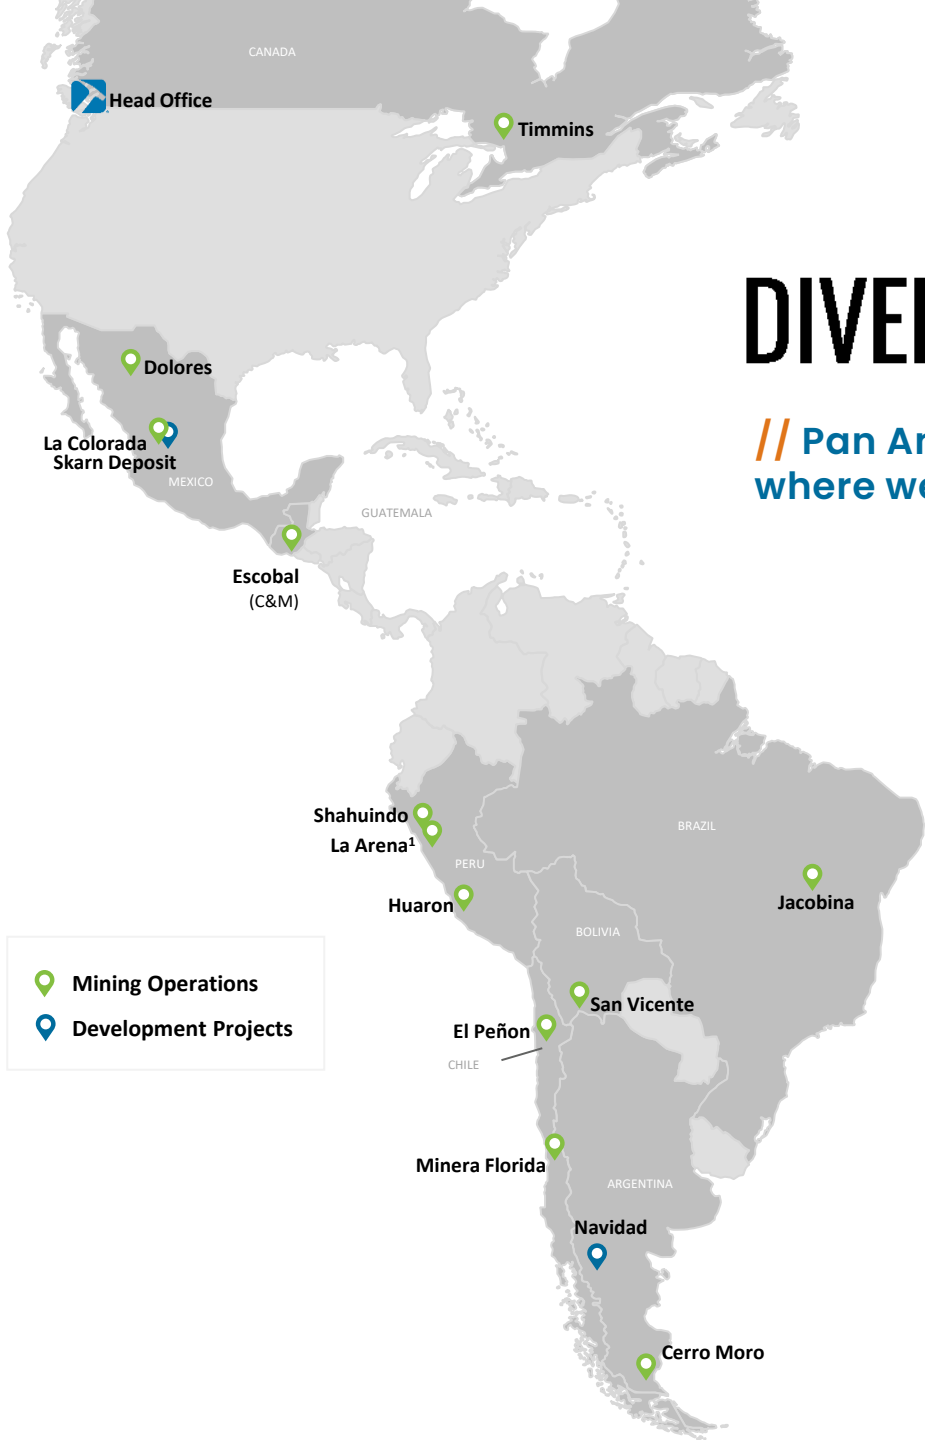 CANADA
Head Office
Timmins
DIVE
// Pan A
where w
Dolores
La Colorada
Skarn Deposit
MEXICO
GUATEMALA
Escobal
(C&M)
Shahuindo
La Arena¹
PERU
BRAZIL
Huaron
Jacobina
BOLIVIA
Mining Operations
Development Projects
San Vicente
El Peñon
CHILE
Minera Florida
ARGENTINA
Navidad
Cerro Moro